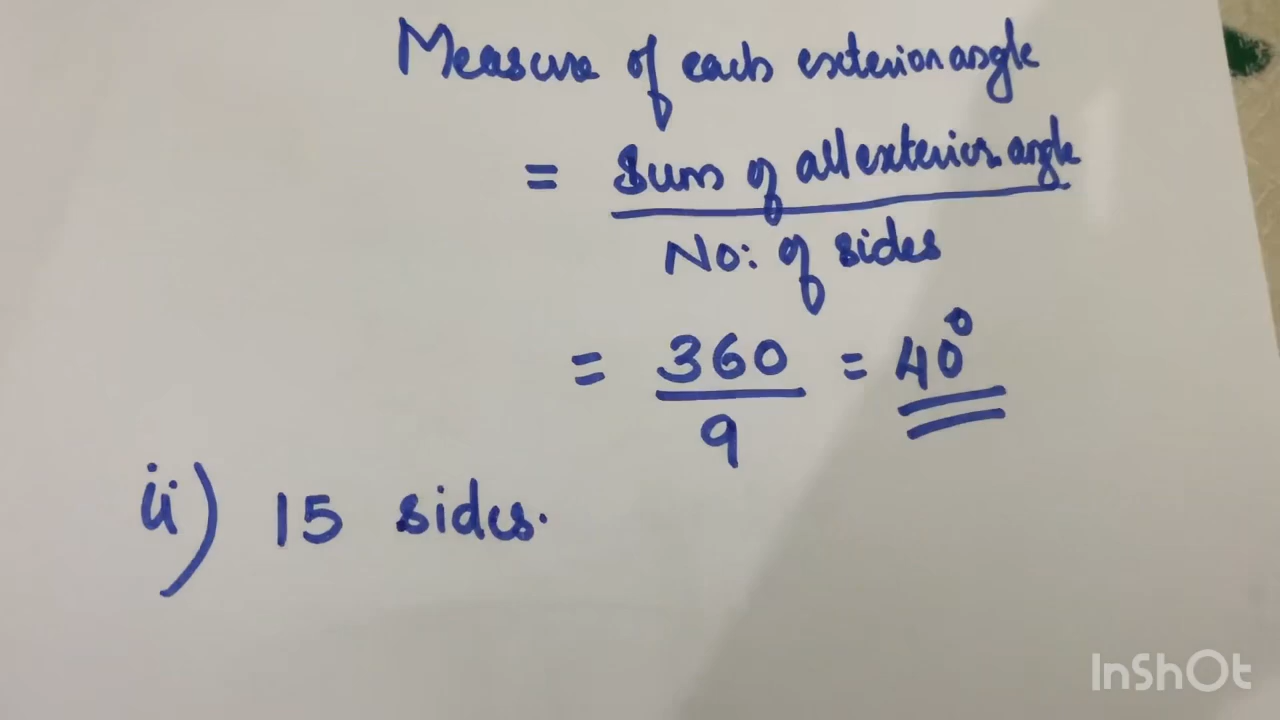 Measure of each exterior angle
= Sum of all exterior angle
No: of sides
= 360 = 40°
9
ii) 15 sides.
InShOt